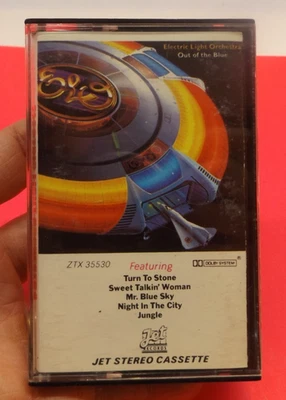 Electric Light Orchestra
Out of the Blue
ELO
ZTX 35530
Featuring
DOLBY SYSTEM
Turn To Stone
Sweet Talkin' Woman
Mr. Blue Sky
Night In The City
Jungle
Jet
RECORDS
JET STEREO CASSETTE